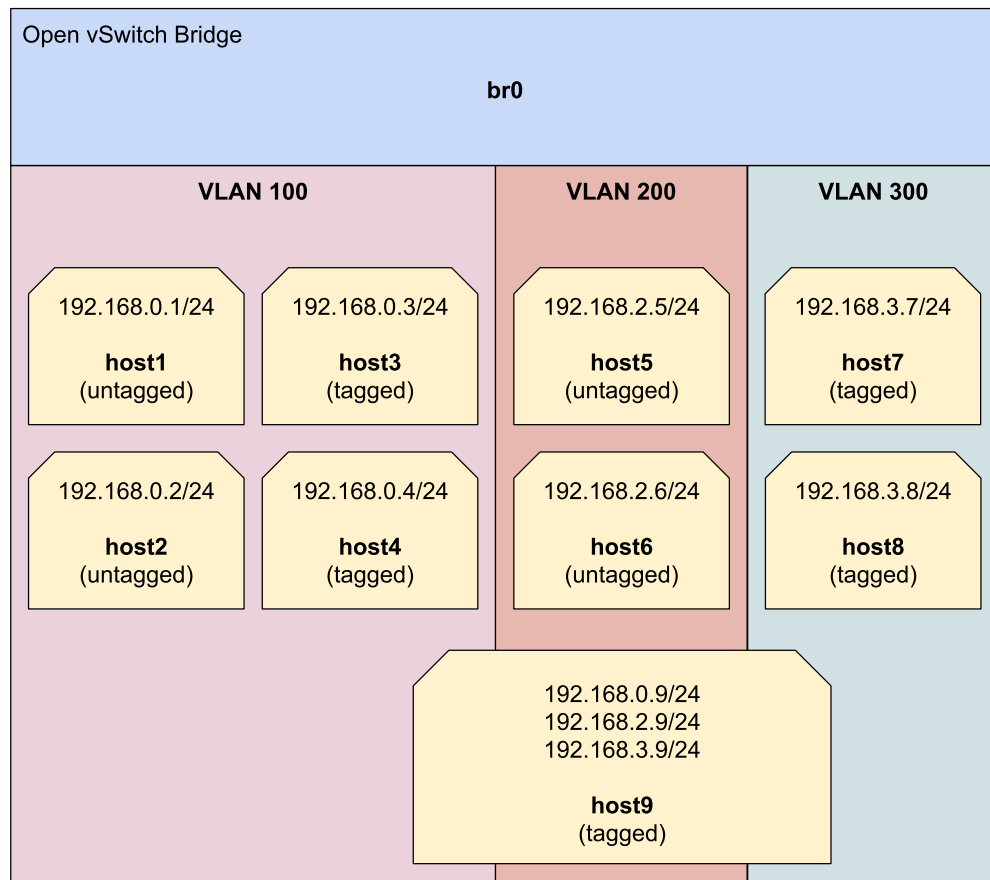 Open vSwitch Bridge
br0
VLAN 100
VLAN 200
VLAN 300
192.168.0.1/24
host1
(untagged)
192.168.0.3/24
host3
(tagged)
192.168.2.5/24
host5
(untagged)
192.168.3.7/24
host7
(tagged)
192.168.0.2/24
host2
(untagged)
192.168.0.4/24
host4
(tagged)
192.168.2.6/24
host6
(untagged)
192.168.3.8/24
host8
(tagged)
192.168.0.9/24
192.168.2.9/24
192.168.3.9/24
host9
(tagged)